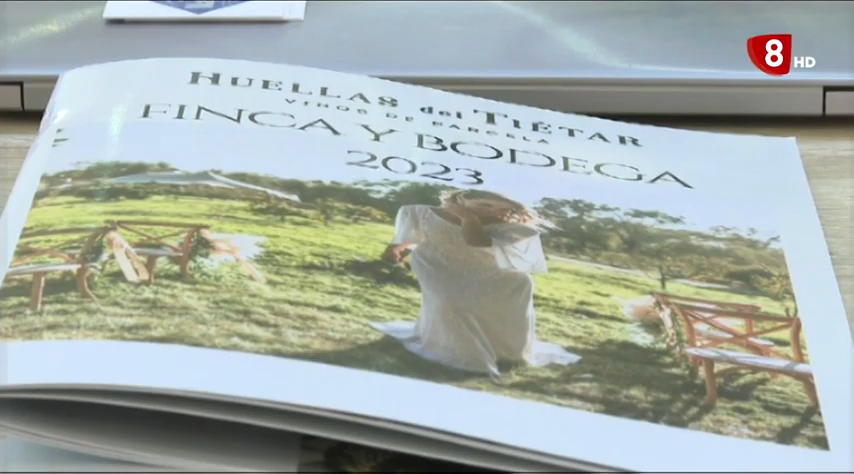 8 HD
HUELLAS del TIÉTAR
VINOS DE PARCELA
FINCA Y BODEGA
2023